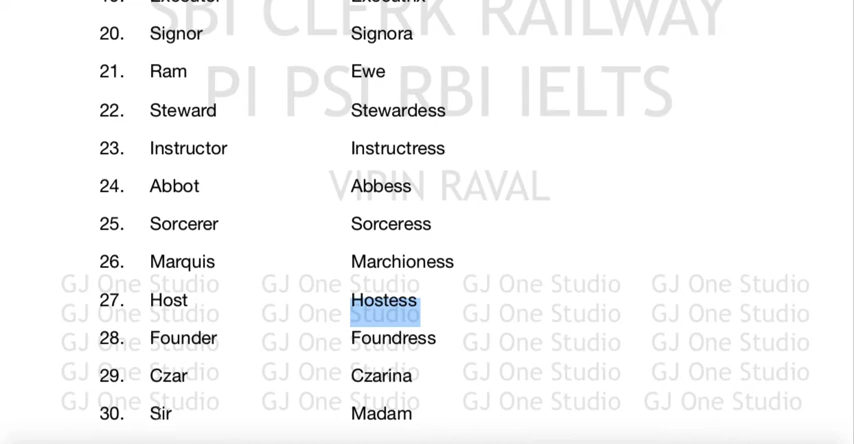 SBI CLERK RAILWAY
19. Executor Executrix
20. Signor Signora
21. Ram Ewe
PI PSI RBI IELTS
22. Steward Stewardess
23. Instructor Instructress
24. Abbot Abbess
VIPIN RAVAL
25. Sorcerer Sorceress
26. Marquis Marchioness
GJ One Studio GJ One Studio GJ One Studio GJ One Studio
27. Host Hostess
GJ One Studio GJ One Studio GJ One Studio GJ One Studio
28. Founder Foundress
GJ One Studio GJ One Studio GJ One Studio GJ One Studio
29. Czar Czarina
GJ One Studio GJ One Studio GJ One Studio GJ One Studio
GJ One Studio GJ One Studio GJ One Studio GJ One Studio
30. Sir Madam